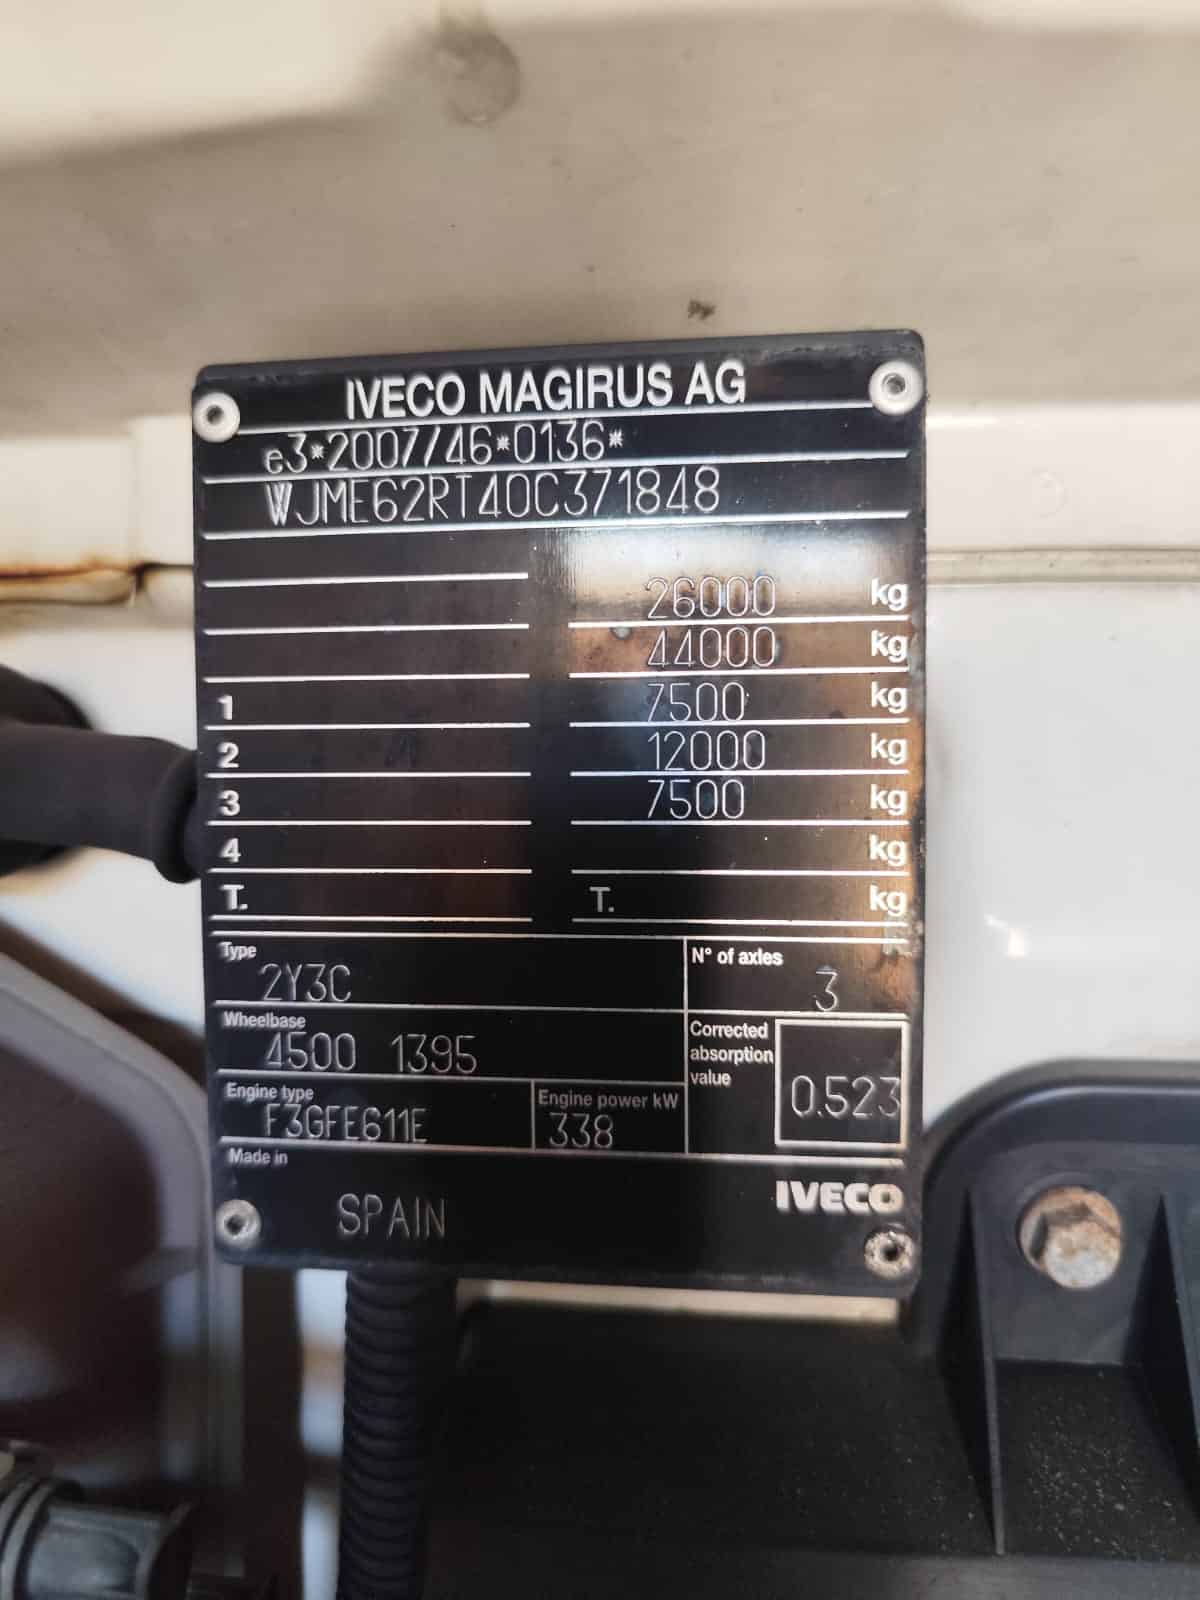 IVECO MAGIRUS AG
e3*2007/46*0136*
WJME62RT40C371848
26000 kg
44000 kg
1 7500 kg
2 12000 kg
3 7500 kg
4 kg
T. T. kg
Type
2Y3C
N° of axles
3
Wheelbase
4500 1395
Corrected absorption value
0.523
Engine type
F3GFE611E
Engine power kW
338
Made in
SPAIN
IVECO